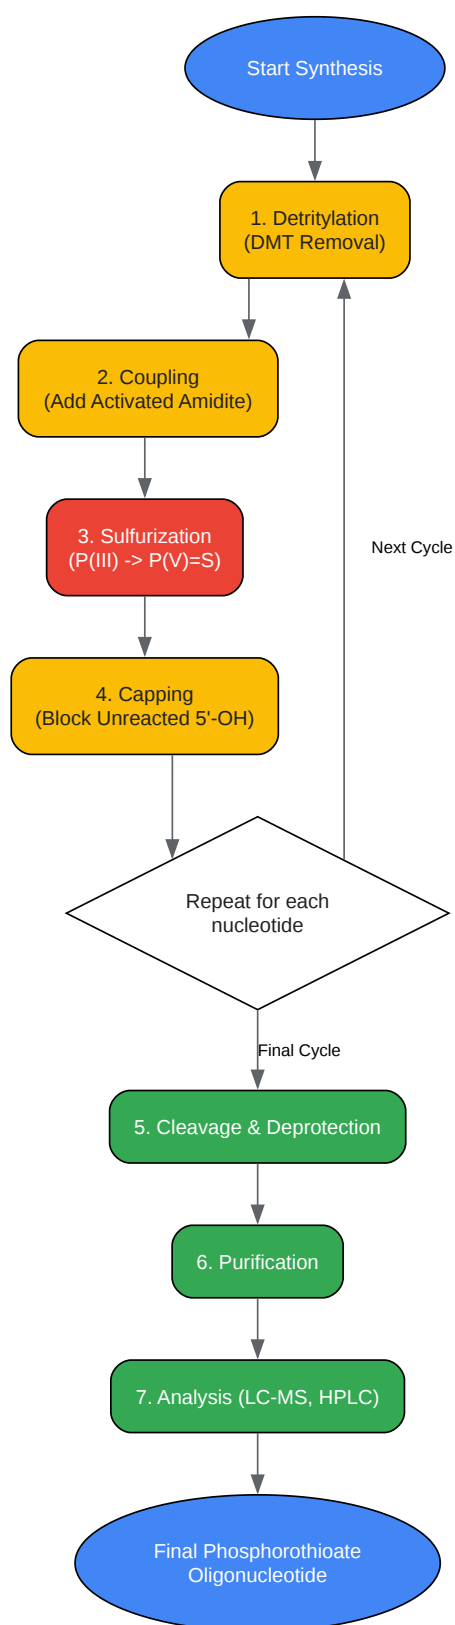 Start Synthesis
1. Detritylation
(DMT Removal)
2. Coupling
(Add Activated Amidite)
3. Sulfurization
(P(III) -> P(V)=S)
Next Cycle
4. Capping
(Block Unreacted 5'-OH)
Repeat for each
nucleotide
Final Cycle
5. Cleavage & Deprotection
6. Purification
7. Analysis (LC-MS, HPLC)
Final Phosphorothioate
Oligonucleotide